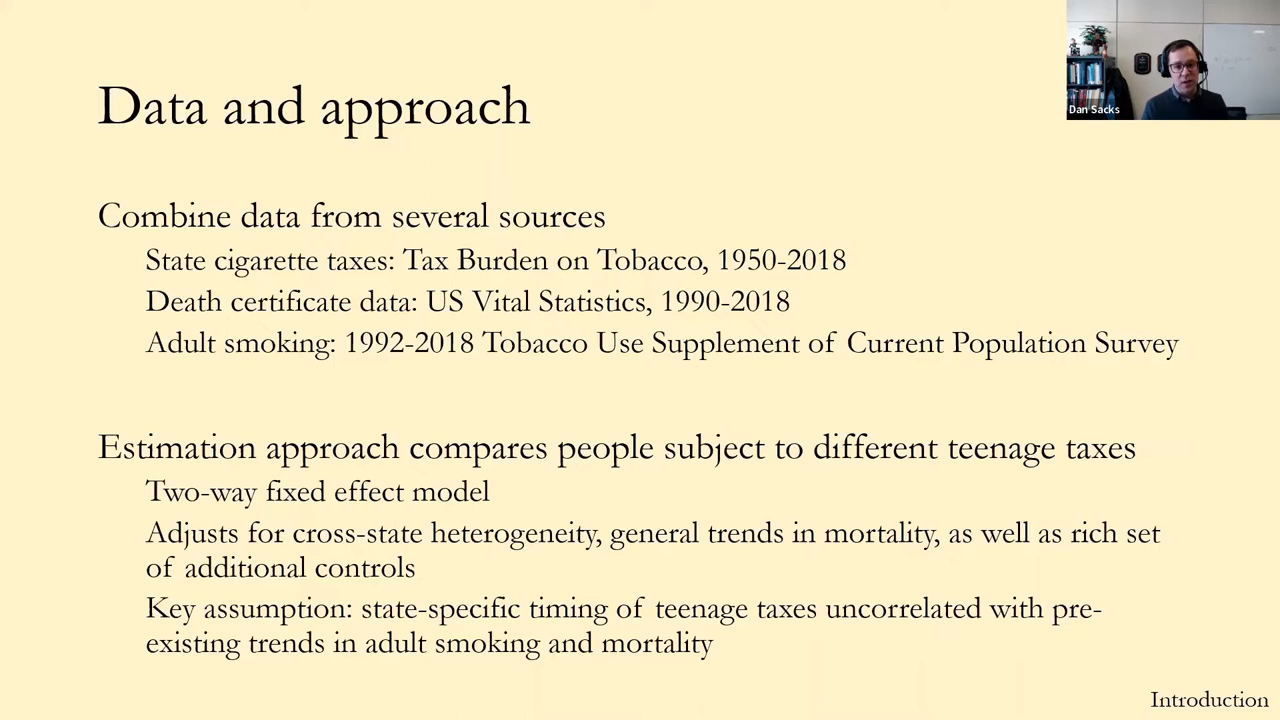 Dan Sacks
Data and approach
Combine data from several sources
State cigarette taxes: Tax Burden on Tobacco, 1950-2018
Death certificate data: US Vital Statistics, 1990-2018
Adult smoking: 1992-2018 Tobacco Use Supplement of Current Population Survey
Estimation approach compares people subject to different teenage taxes
Two-way fixed effect model
Adjusts for cross-state heterogeneity, general trends in mortality, as well as rich set
of additional controls
Key assumption: state-specific timing of teenage taxes uncorrelated with pre-
existing trends in adult smoking and mortality
Introduction